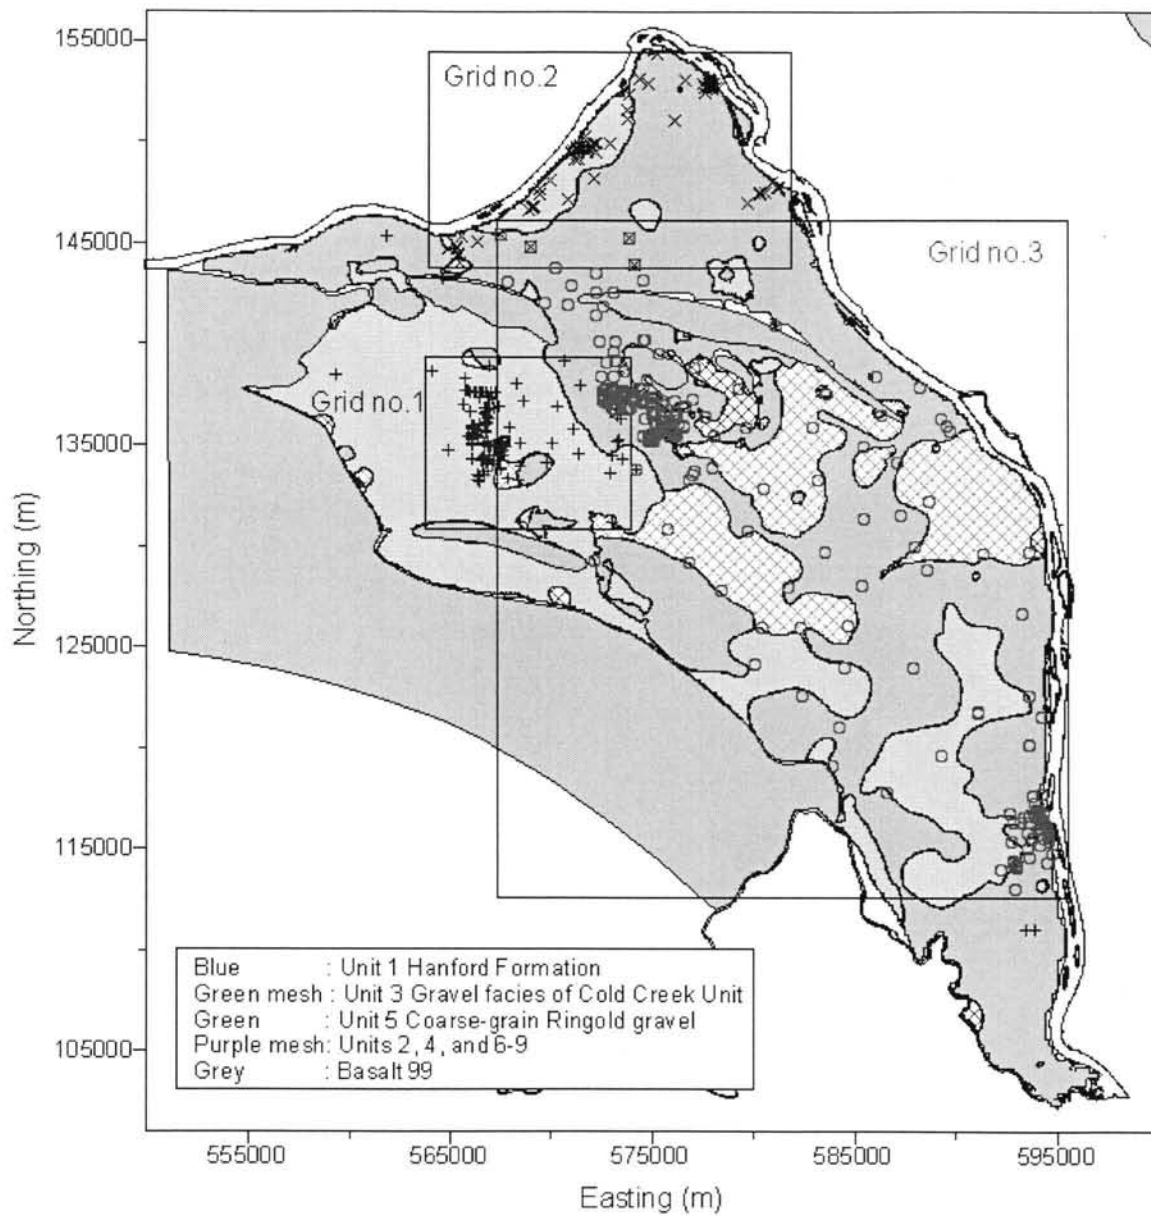 155000
Grid no.2
145000
Grid no.3
Grid no.1
135000
Northing (m)
125000
115000
Blue : Unit 1 Hanford Formation
Green mesh : Unit 3 Gravel facies of Cold Creek Unit
Green : Unit 5 Coarse-grain Ringold gravel
Purple mesh: Units 2, 4, and 6-9
Grey : Basalt 99
105000
555000 565000 575000 585000 595000
Easting (m)